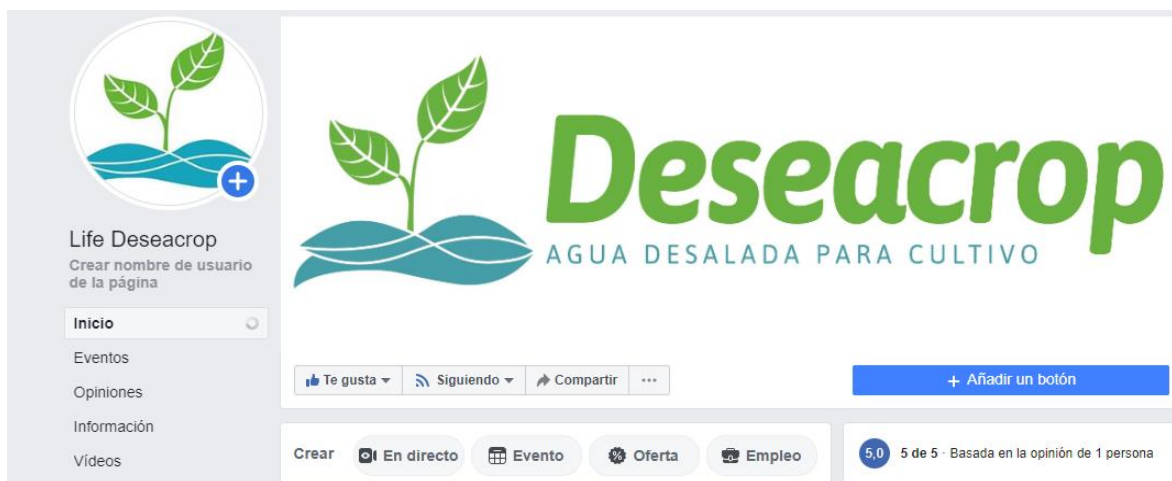 Deseacrop
AGUA DESALADA PARA CULTIVO
Life Deseacrop
Crear nombre de usuario
de la página
Inicio
Eventos
Opiniones
Información
Vídeos
Te gusta
Siguiendo
Compartir
...
+ Añadir un botón
Crear
En directo
Evento
Oferta
Empleo
5,0
5 de 5 · Basada en la opinión de 1 persona